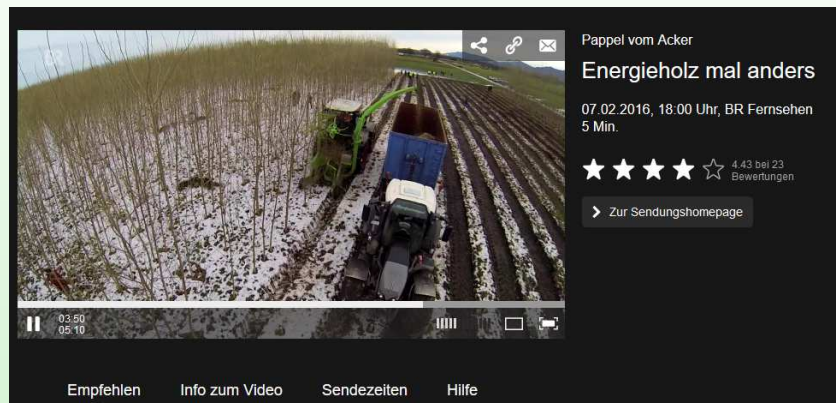 BR
Pappel vom Acker
Energieholz mal anders
07.02.2016, 18:00 Uhr, BR Fernsehen
5 Min.
4.43 bei 23
Bewertungen
Zur Sendungshomepage
03:50
05:10
Empfehlen Info zum Video Sendezeiten Hilfe